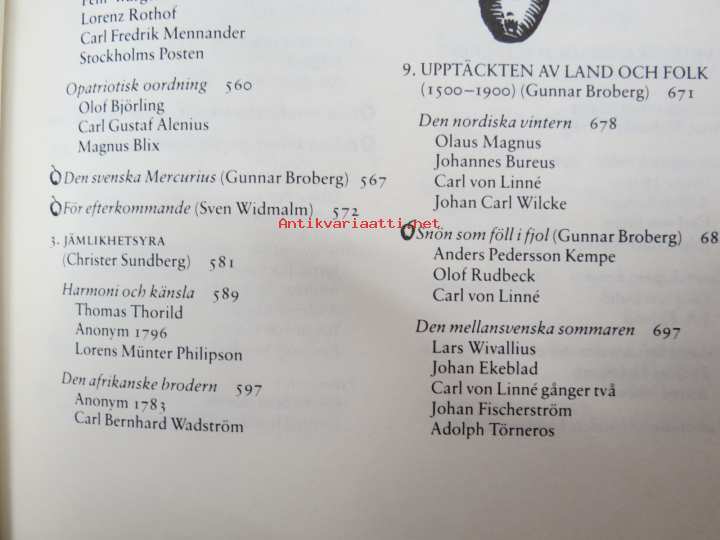 Lorenz Rothof
Carl Fredrik Mennander
Stockholms Posten
Opatriotisk oordning 560
Olof Björling
Carl Gustaf Alenius
Magnus Blix
Den svenska Mercurius (Gunnar Broberg) 567
För efterkommande (Sven Widmalm) 572
3. JÄMLIKHETSYRA
(Christer Sundberg) 581
Harmoni och känsla 589
Thomas Thorild
Anonym 1796
Lorens Münter Philipson
Den afrikanske brodern 597
Anonym 1783
Carl Bernhard Wadström
9. UPPTÄCKTEN AV LAND OCH FOLK
(1500–1900) (Gunnar Broberg) 671
Den nordiska vintern 678
Olaus Magnus
Johannes Bureus
Carl von Linné
Johan Carl Wilcke
Snön som föll i fjol (Gunnar Broberg) 68
Anders Pedersson Kempe
Olof Rudbeck
Carl von Linné
Den mellansvenska sommaren 697
Lars Wivallius
Johan Ekeblad
Carl von Linné gånger två
Johan Fischerström
Adolph Törneros
Antikvariaatti.net